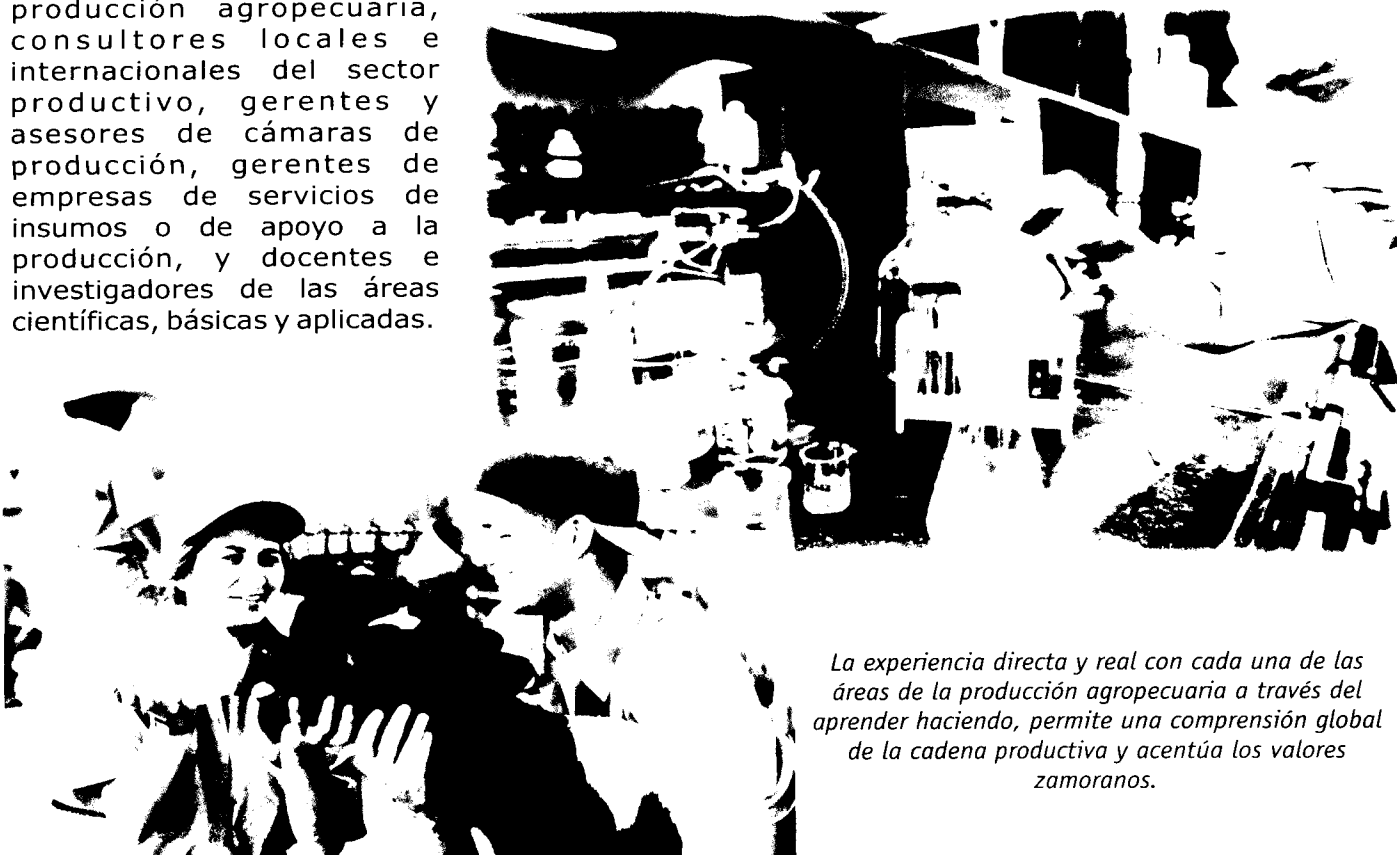 producción agropecuaria,
consultores locales e
internacionales del sector
productivo, gerentes y
asesores de cámaras de
producción, gerentes de
empresas de servicios de
insumos o de apoyo a la
producción, y docentes e
investigadores de las áreas
científicas, básicas y aplicadas.
La experiencia directa y real con cada una de las
áreas de la producción agropecuaria a través del
aprender haciendo, permite una comprensión global
de la cadena productiva y acentúa los valores
zamoranos.